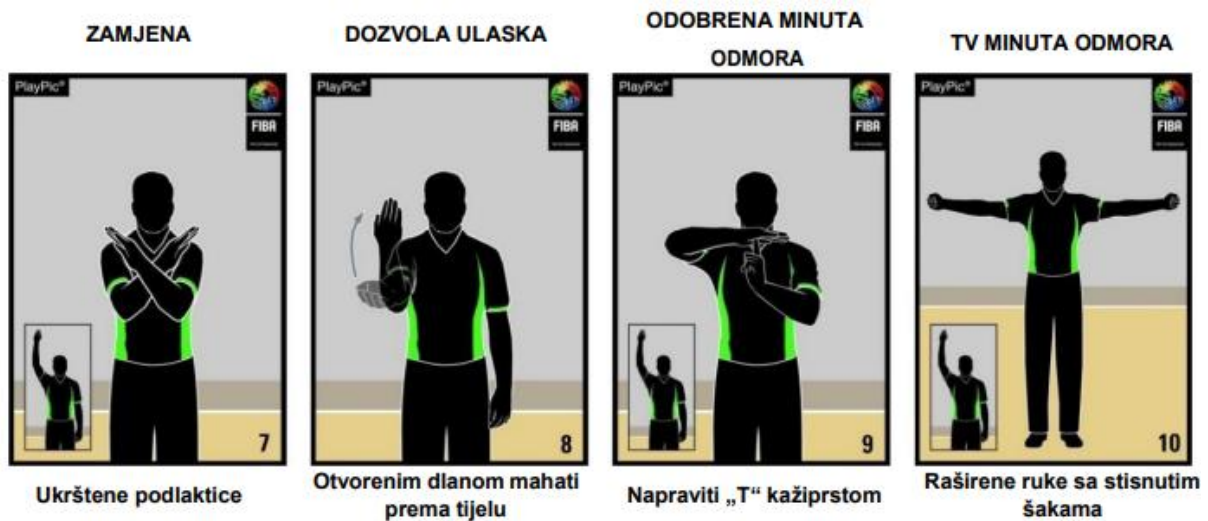 ZAMJENA
DOZVOLA ULASKA
ODOBRENA MINUTA
ODMORA
TV MINUTA ODMORA
PlayPic®
FIBA
7
PlayPic®
FIBA
8
PlayPic®
FIBA
9
PlayPic®
FIBA
10
Ukrštene podlaktice
Otvorenim dlanom mahati
prema tijelu
Napraviti „T“ kažiprstom
Raširene ruke sa stisnutim
šakama